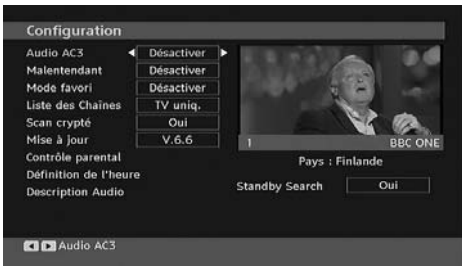 Configuration
Audio AC3 Désactiver
Malentendant Désactiver
Mode favori Désactiver
Liste des Chaînes TV uniq.
Scan crypté Oui
Mise à jour V.6.6
Contrôle parental
Définition de l'heure
Description Audio
1 BBC ONE
Pays : Finlande
Standby Search Oui
Audio AC3